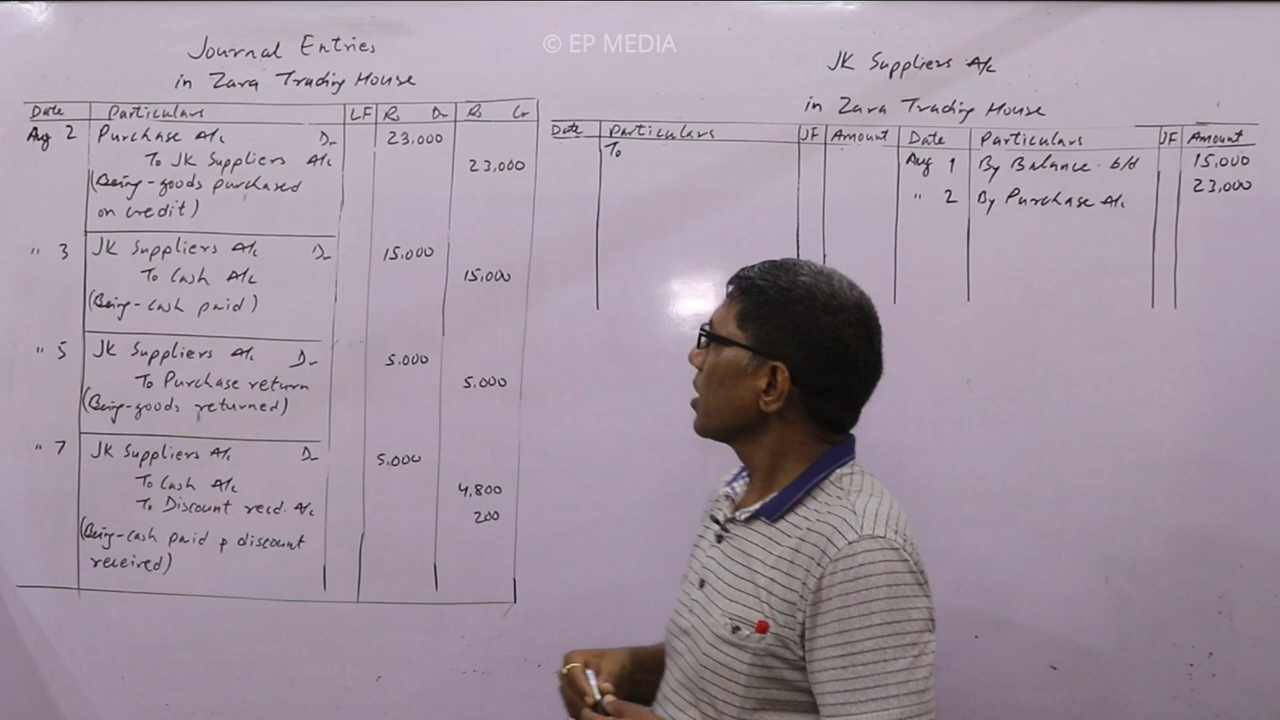 © EP MEDIA
Journal Entries
in Zara Trading House
Date Particulars LF Rs Dr Rs Cr
Aug 2 Purchase A/c Dr 23,000
To JK Suppliers A/c 23,000
(Being-goods purchased
on credit)
" 3 JK Suppliers A/c Dr 15,000
To Cash A/c 15,000
(Being-cash paid)
" 5 JK Suppliers A/c Dr 5,000
To Purchase return 5,000
(Being-goods returned)
" 7 JK Suppliers A/c Dr 5,000
To Cash A/c 4,800
To Discount recd. A/c 200
(Being-cash paid & discount
received)
JK Suppliers A/c
in Zara Trading House
Date Particulars JF Amount Date Particulars JF Amount
To Aug 1 By Balance b/d 15,000
" 2 By Purchase A/c 23,000